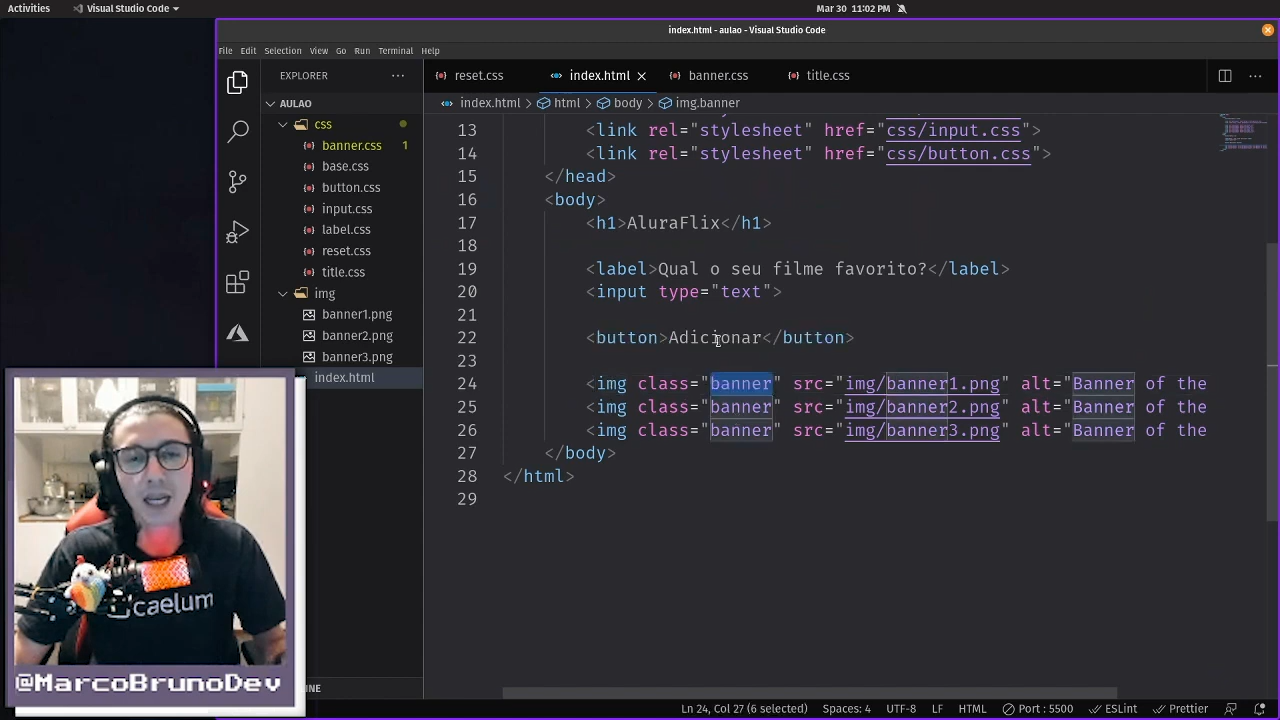 Activities Visual Studio Code Mar 30 11:02 PM
index.html - aulao - Visual Studio Code
File Edit Selection View Go Run Terminal Help
EXPLORER
reset.css index.html banner.css title.css
AULAO
index.html > html > body > img.banner
css
banner.css 1
base.css
button.css
input.css
label.css
reset.css
title.css
img
banner1.png
banner2.png
banner3.png
index.html
13 <link rel="stylesheet" href="css/input.css">
14 <link rel="stylesheet" href="css/button.css">
15 </head>
16 <body>
17 <h1>AluraFlix</h1>
18
19 <label>Qual o seu filme favorito?</label>
20 <input type="text">
21
22 <button>Adicionar</button>
23
24 <img class="banner" src="img/banner1.png" alt="Banner of the
25 <img class="banner" src="img/banner2.png" alt="Banner of the
26 <img class="banner" src="img/banner3.png" alt="Banner of the
27 </body>
28 </html>
29
caelum
@MarcoBrunoDev
INE
Ln 24, Col 27 (6 selected) Spaces: 4 UTF-8 LF HTML Port : 5500 ESLint Prettier